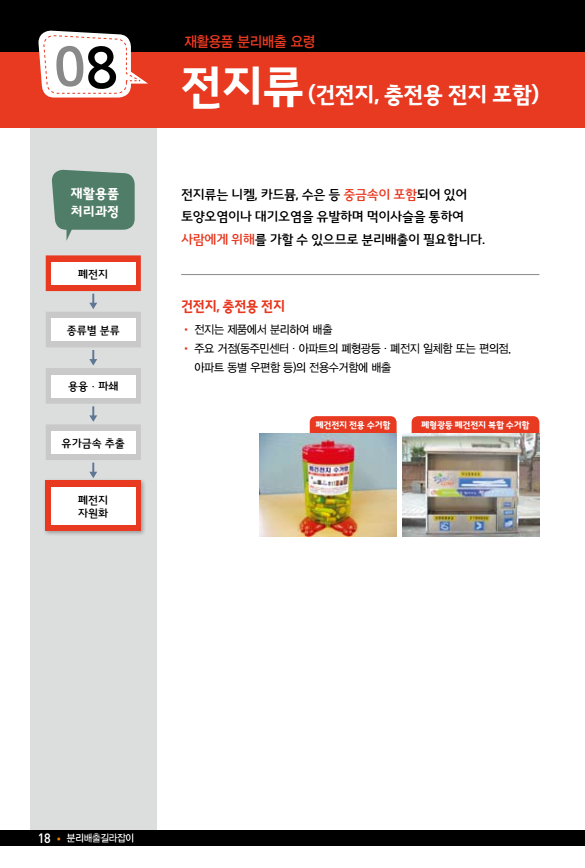 재활용품 분리배출 요령
08
전지류 (건전지, 충전용 전지 포함)
재활용품
처리과정
폐전지
종류별 분류
용융 · 파쇄
유가금속 추출
폐전지
자원화
전지류는 니켈, 카드뮴, 수은 등 중금속이 포함되어 있어
토양오염이나 대기오염을 유발하며 먹이사슬을 통하여
사람에게 위해를 가할 수 있으므로 분리배출이 필요합니다.
건전지, 충전용 전지
• 전지는 제품에서 분리하여 배출
• 주요 거점(동주민센터 · 아파트의 폐형광등 · 폐전지 일체함 또는 편의점,
아파트 동별 우편함 등)의 전용수거함에 배출
폐건전지 전용 수거함
폐형광등 폐건전지 복합 수거함
폐건전지 수거함
18 • 분리배출길라잡이